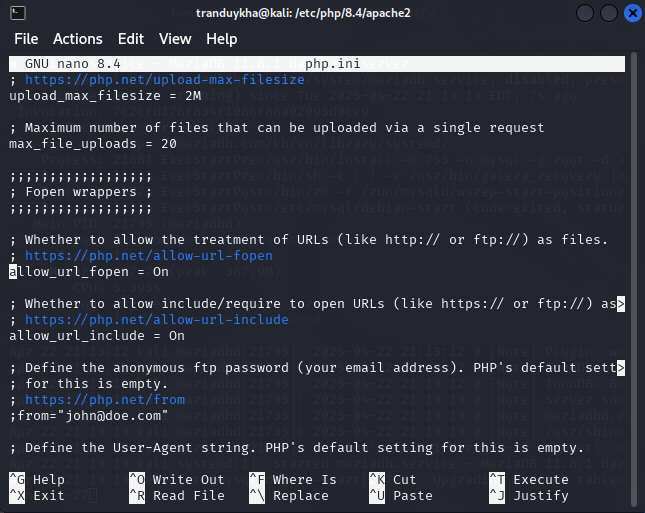 tranduykha@kali: /etc/php/8.4/apache2
File Actions Edit View Help
GNU nano 8.4 php.ini
; https://php.net/upload-max-filesize
upload_max_filesize = 2M
; Maximum number of files that can be uploaded via a single request
max_file_uploads = 20
;;;;;;;;;;;;;;;;;;
; Fopen wrappers ;
;;;;;;;;;;;;;;;;;;
; Whether to allow the treatment of URLs (like http:// or ftp://) as files.
; https://php.net/allow-url-fopen
allow_url_fopen = On
; Whether to allow include/require to open URLs (like https:// or ftp://) as>
; https://php.net/allow-url-include
allow_url_include = On
; Define the anonymous ftp password (your email address). PHP's default sett>
; for this is empty.
; https://php.net/from
;from="john@doe.com"
; Define the User-Agent string. PHP's default setting for this is empty.
^G Help ^O Write Out ^F Where Is ^K Cut ^T Execute
^X Exit ^R Read File ^\ Replace ^U Paste ^J Justify